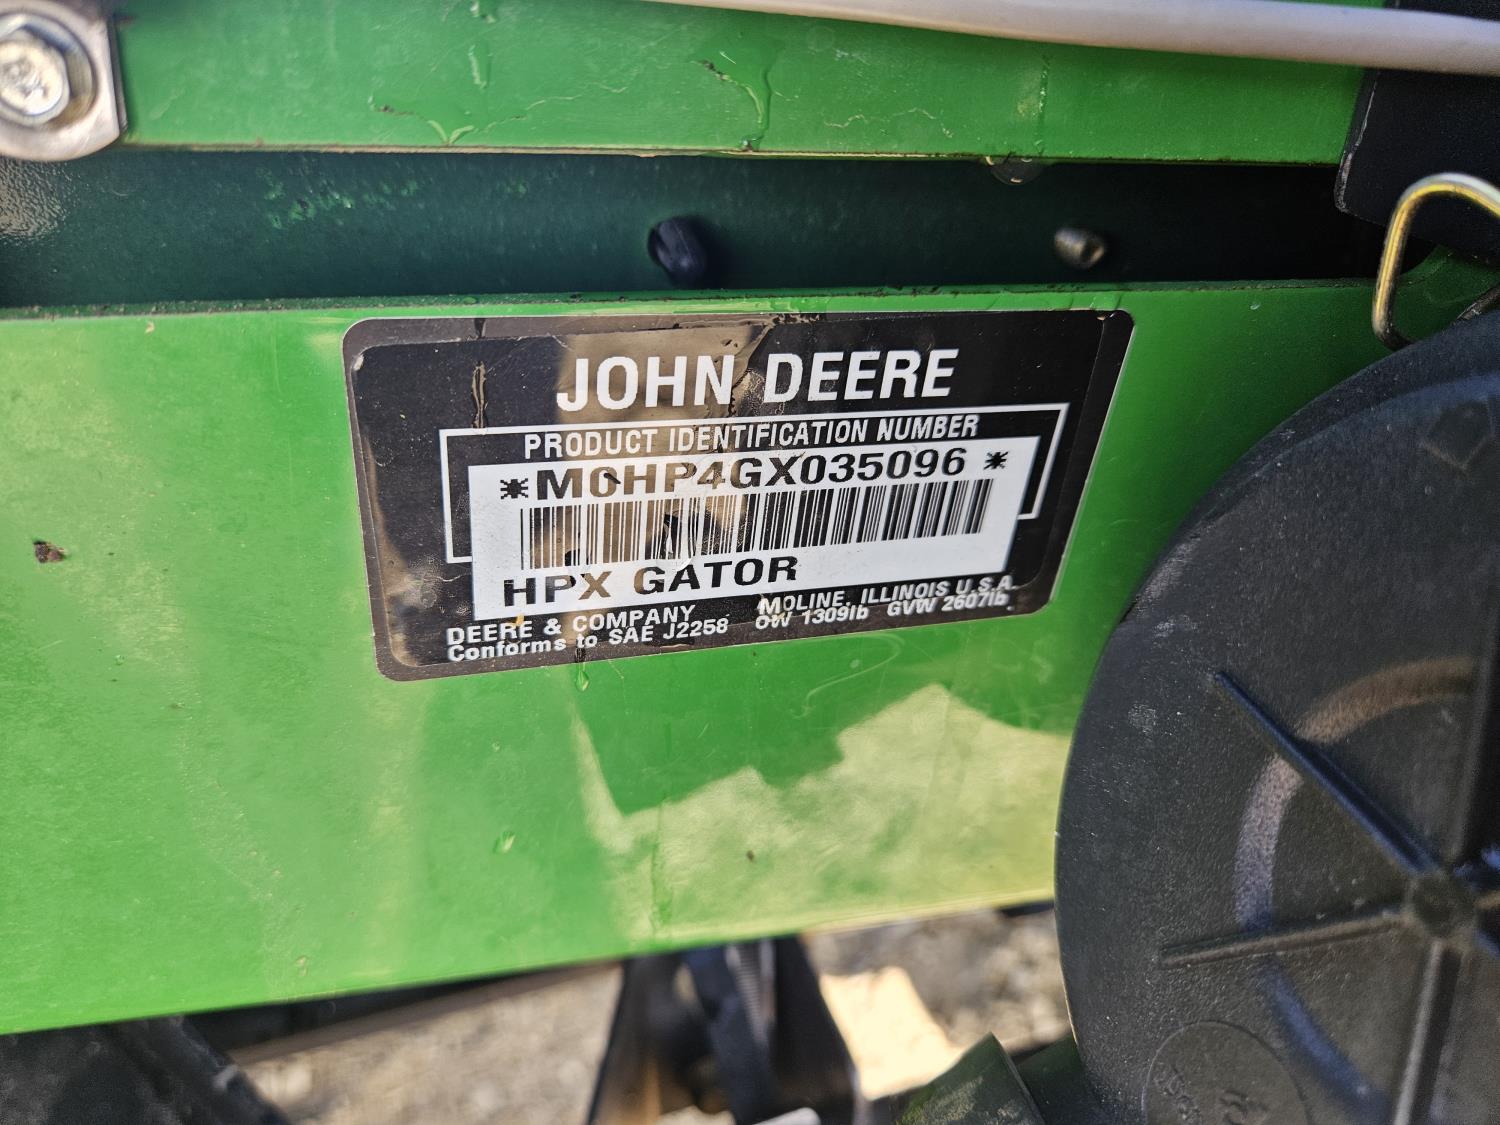 JOHN DEERE
PRODUCT IDENTIFICATION NUMBER
*M0HP4GX035096*
HPX GATOR
DEERE & COMPANY MOLINE, ILLINOIS U.S.A.
Conforms to SAE J2258 OW 1309lb GVW 2607lb